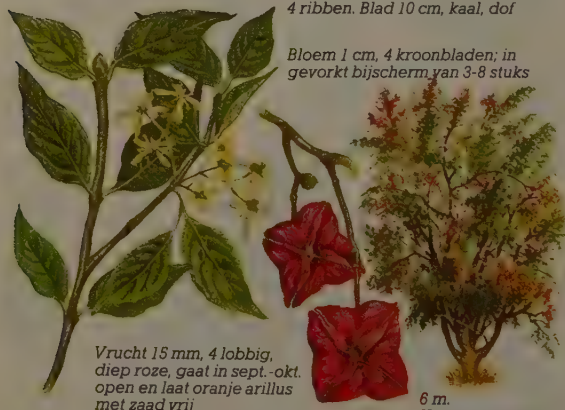 4 ribben. Blad 10 cm, kaal, dof
Bloem 1 cm, 4 kroonbladen; in
gevorkt bijscherm van 3-8 stuks
Vrucht 15 mm, 4 lobbig,
diep roze, gaat in sept.-okt.
open en laat oranje arillus
met zaad vrij
6 m.